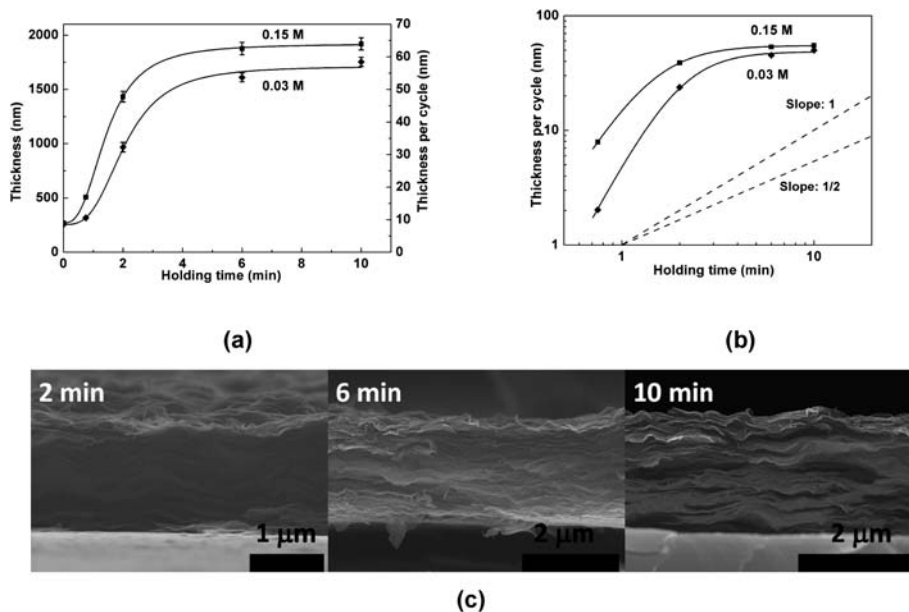 2000
1500
1000
500
0
Thickness (nm)
70
60
50
40
30
20
10
0
Thickness per cycle (nm)
0.15 M
0.03 M
0 2 4 6 8 10
Holding time (min)
(a)
100
10
1
Thickness per cycle (nm)
0.15 M
0.03 M
Slope: 1
Slope: 1/2
1 10
Holding time (min)
(b)
2 min
1 μm
6 min
2 μm
10 min
2 μm
(c)